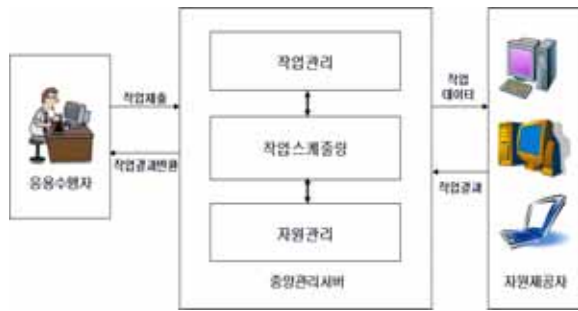 작업관리
작업스케줄링
자원관리
중앙관리서버
작업제출
작업결과반환
응용수행자
작업
데이터
작업결과
자원제공자